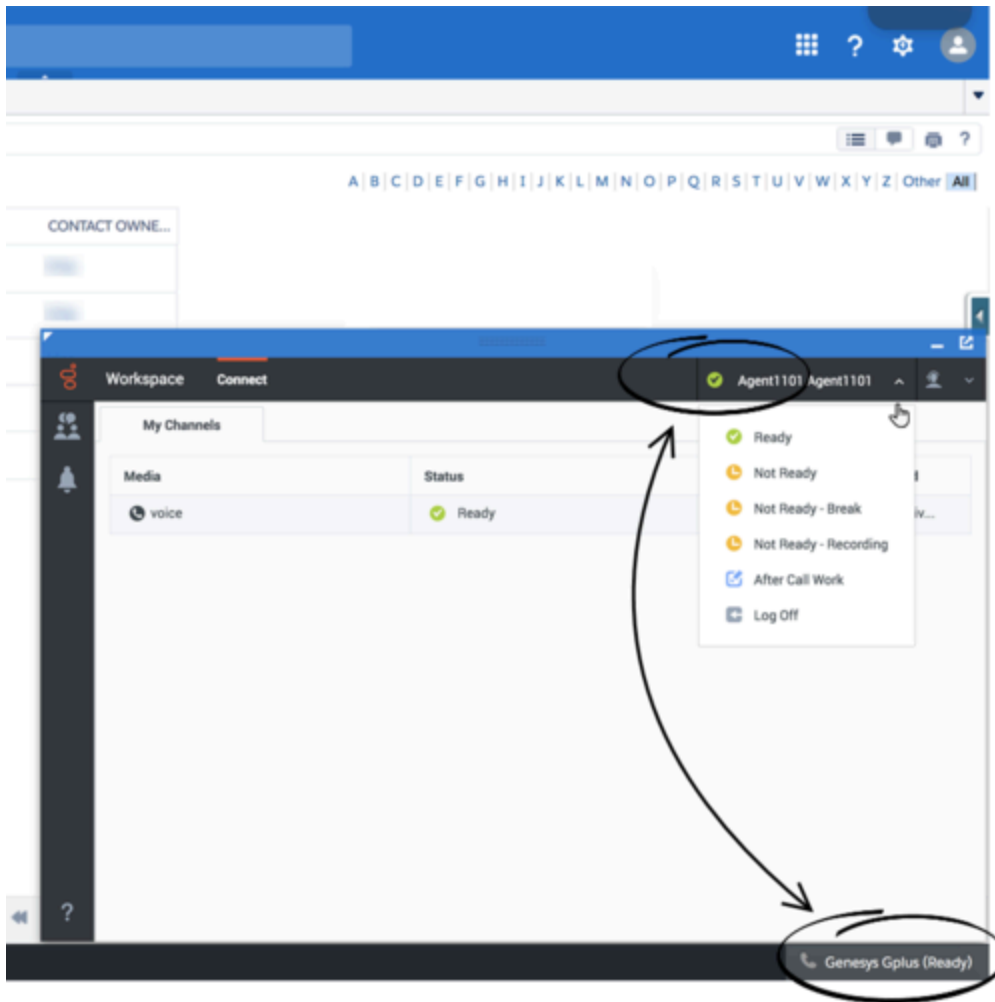 ?
?
A B C D E F G H I J K L M N O P Q R S T U V W X Y Z Other All
CONTACT OWNE...
Workspace Connect Agent1101 Agent1101
My Channels
Ready
Media Status
Not Ready
voice Ready iv...
Not Ready - Break
Not Ready - Recording
After Call Work
Log Off
?
Genesys Gplus (Ready)